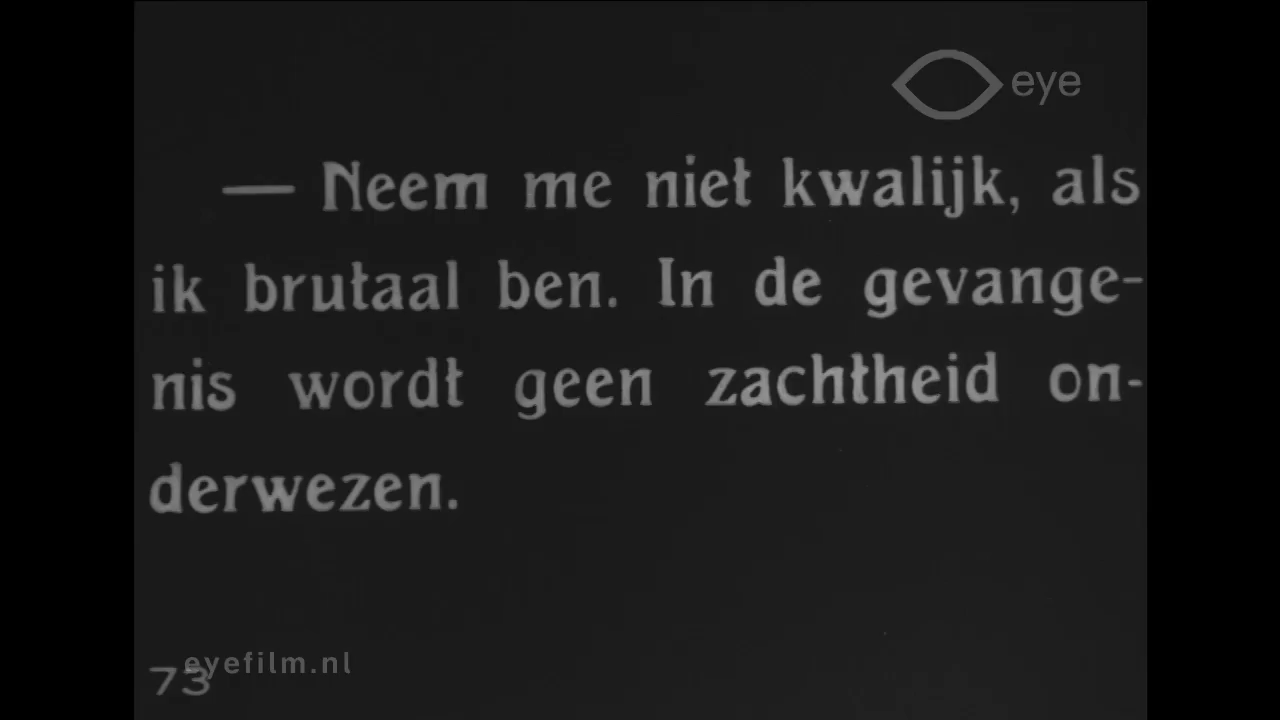 eye
— Neem me niet kwalijk, als
ik brutaal ben. In de gevange-
nis wordt geen zachtheid on-
derwezen.
eyefilm.nl
73